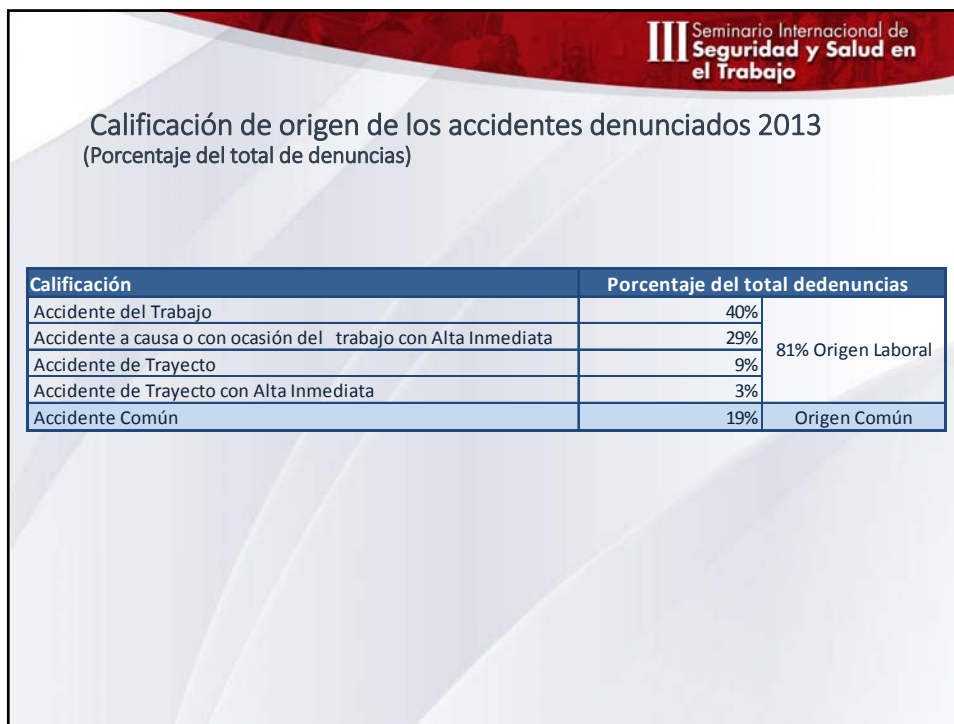 III Seminario Internacional de
Seguridad y Salud en
el Trabajo
Calificación de origen de los accidentes denunciados 2013
(Porcentaje del total de denuncias)
Calificación Porcentaje del total dedenuncias
Accidente del Trabajo 40%
Accidente a causa o con ocasión del trabajo con Alta Inmediata 29%
81% Origen Laboral
Accidente de Trayecto 9%
Accidente de Trayecto con Alta Inmediata 3%
Accidente Común 19% Origen Común